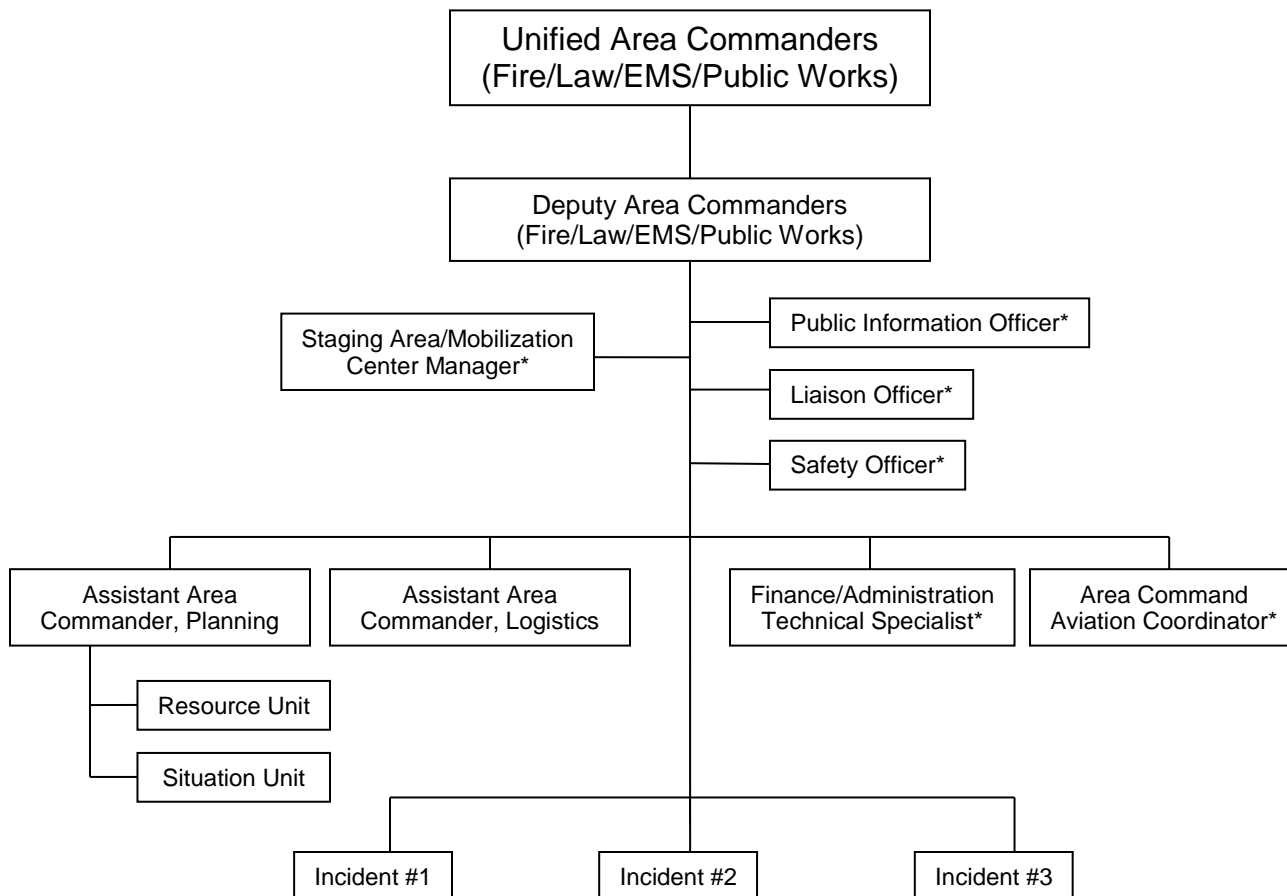 Unified Area Commanders
(Fire/Law/EMS/Public Works)
Deputy Area Commanders
(Fire/Law/EMS/Public Works)
Staging Area/Mobilization
Center Manager*
Public Information Officer*
Liaison Officer*
Safety Officer*
Assistant Area
Commander, Planning
Assistant Area
Commander, Logistics
Finance/Administration
Technical Specialist*
Area Command
Aviation Coordinator*
Resource Unit
Situation Unit
Incident #1
Incident #2
Incident #3